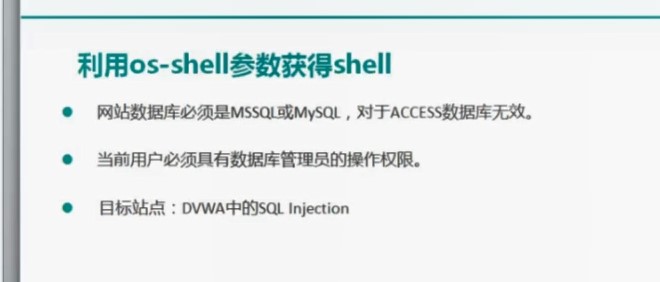 利用os-shell参数获得shell
● 网站数据库必须是MSSQL或MySQL，对于ACCESS数据库无效。
● 当前用户必须具有数据库管理员的操作权限。
● 目标站点：DVWA中的SQL Injection